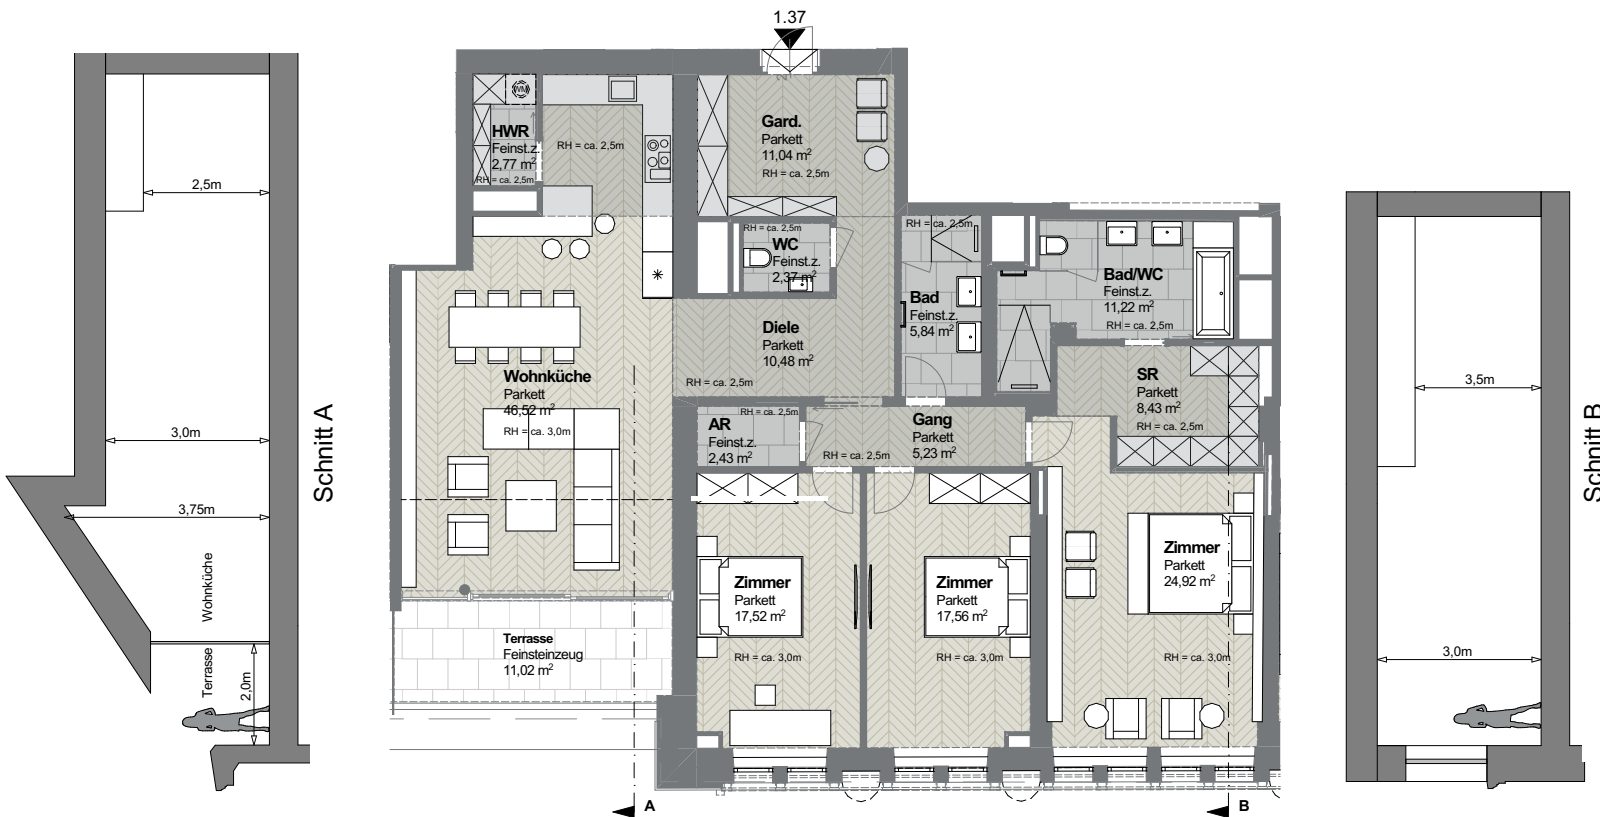 1.37
2,5m
3,0m
3,75m
Wohnküche
Terrasse
2,0m
Schnitt A
HWR
Feinst.z.
2,77 m²
RH = ca. 2,5m
WM
RH = ca. 2,5m
Gard.
Parkett
11,04 m²
RH = ca. 2,5m
RH = ca. 2,5m
WC
Feinst.z.
2,37 m²
RH = ca. 2,5m
Bad
Feinst.z.
5,84 m²
Bad/WC
Feinst.z.
11,22 m²
RH = ca. 2,5m
Diele
Parkett
10,48 m²
RH = ca. 2,5m
Wohnküche
Parkett
46,52 m²
RH = ca. 3,0m
SR
Parkett
8,43 m²
RH = ca. 2,5m
RH = ca. 2,5m
AR
Feinst.z.
2,43 m²
Gang
Parkett
5,23 m²
RH = ca. 2,5m
Zimmer
Parkett
17,52 m²
RH = ca. 3,0m
Zimmer
Parkett
17,56 m²
RH = ca. 3,0m
Zimmer
Parkett
24,92 m²
RH = ca. 3,0m
Terrasse
Feinsteinzeug
11,02 m²
A
B
3,5m
3,0m
Schnitt B